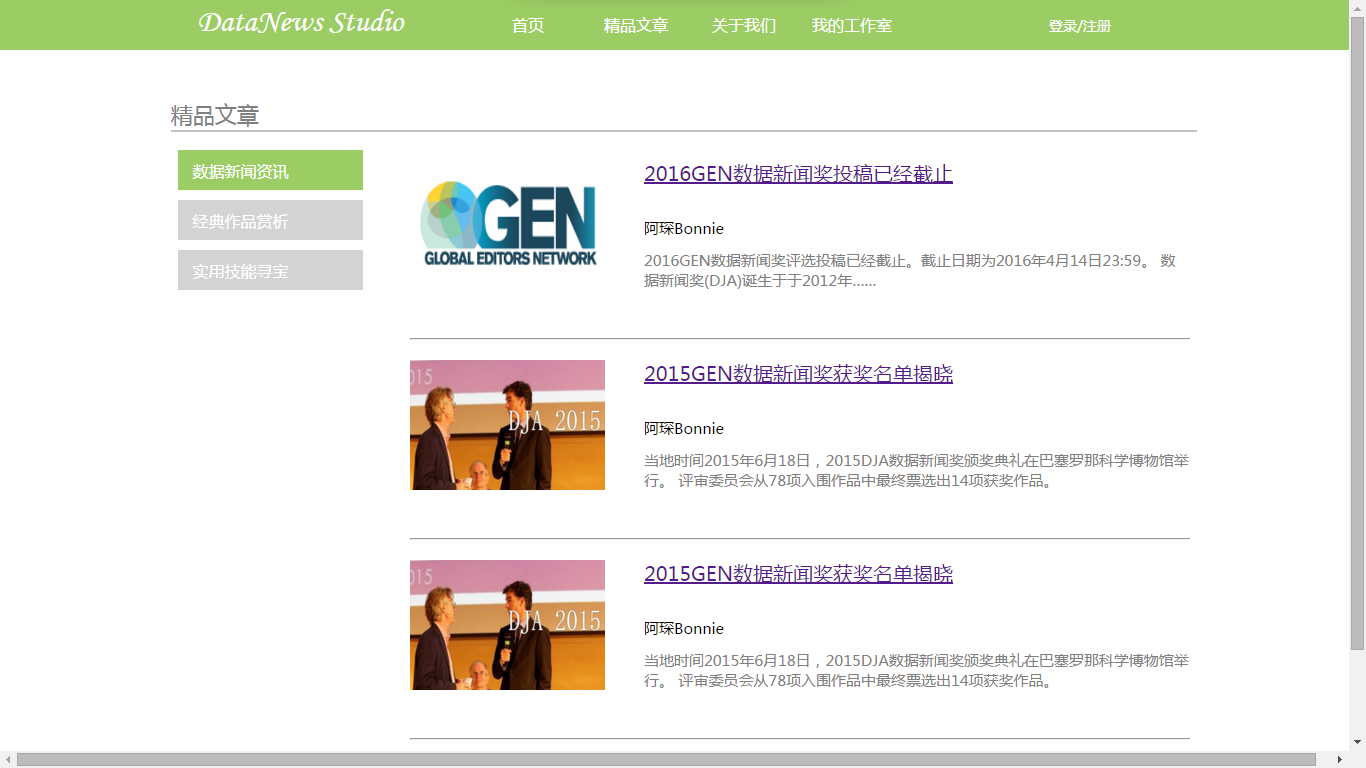 DataNews Studio
首页
精品文章
关于我们
我的工作室
登录/注册
精品文章
数据新闻资讯
经典作品赏析
实用技能寻宝
GEN
GLOBAL EDITORS NETWORK
2016GEN数据新闻奖投稿已经截止
阿琛Bonnie
2016GEN数据新闻奖评选投稿已经截止。截止日期为2016年4月14日23:59。 数
据新闻奖(DJA)诞生于于2012年......
2015
DJA 2015
2015GEN数据新闻奖获奖名单揭晓
阿琛Bonnie
当地时间2015年6月18日，2015DJA数据新闻奖颁奖典礼在巴塞罗那科学博物馆举
行。 评审委员会从78项入围作品中最终票选出14项获奖作品。
2015
DJA 2015
2015GEN数据新闻奖获奖名单揭晓
阿琛Bonnie
当地时间2015年6月18日，2015DJA数据新闻奖颁奖典礼在巴塞罗那科学博物馆举
行。 评审委员会从78项入围作品中最终票选出14项获奖作品。